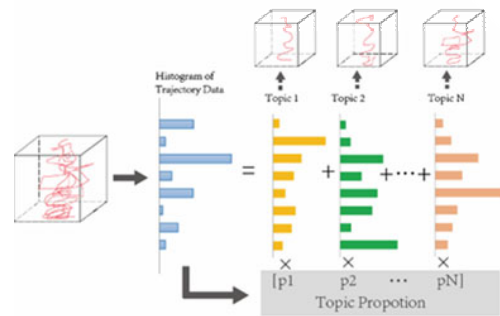 Histogram of
Trajectory Data
Topic 1
Topic 2
Topic N
=
+
+ ··· +
× × ×
[p1 p2 ··· pN]
Topic Propotion